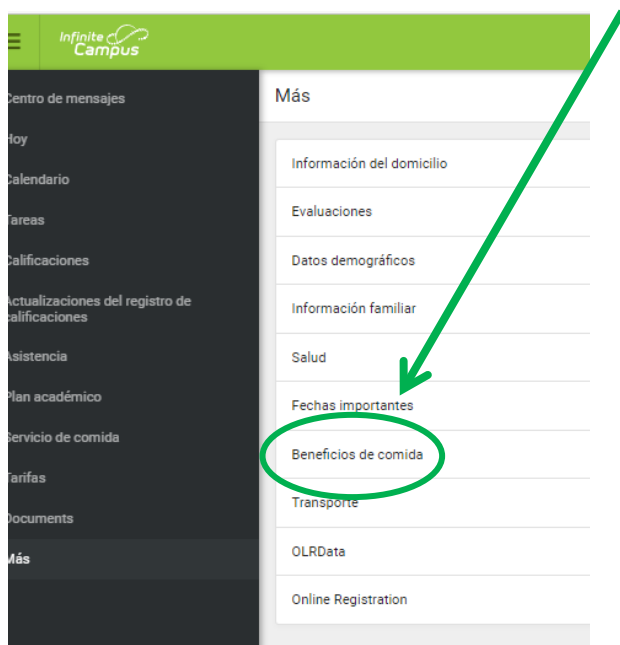 Infinite
Campus
Centro de mensajes
Hoy
Calendario
Tareas
Calificaciones
Actualizaciones del registro de
calificaciones
Asistencia
Plan académico
Servicio de comida
Tarifas
Documents
Más
Más
Información del domicilio
Evaluaciones
Datos demográficos
Información familiar
Salud
Fechas importantes
Beneficios de comida
Transporte
OLRData
Online Registration